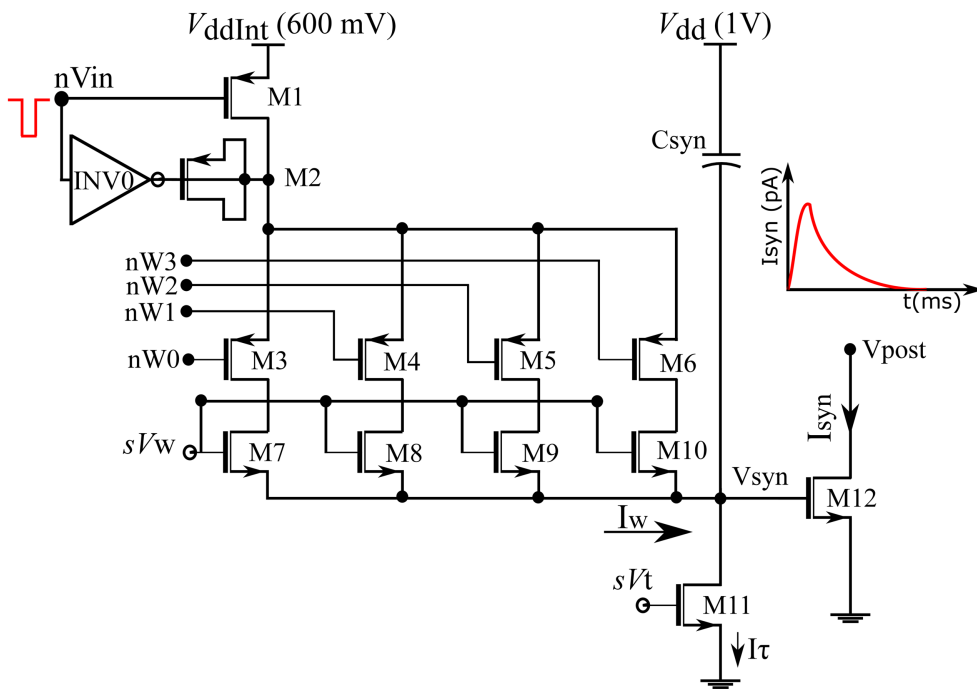 VddInt (600 mV)
Vdd (1V)
nVin
M1
Csyn
INV0
M2
Isyn (pA)
t(ms)
nW3
nW2
nW1
nW0
M3
M4
M5
M6
Vpost
Isyn
sVw
M7
M8
M9
M10
Vsyn
M12
Iw
sVt
M11
Iτ